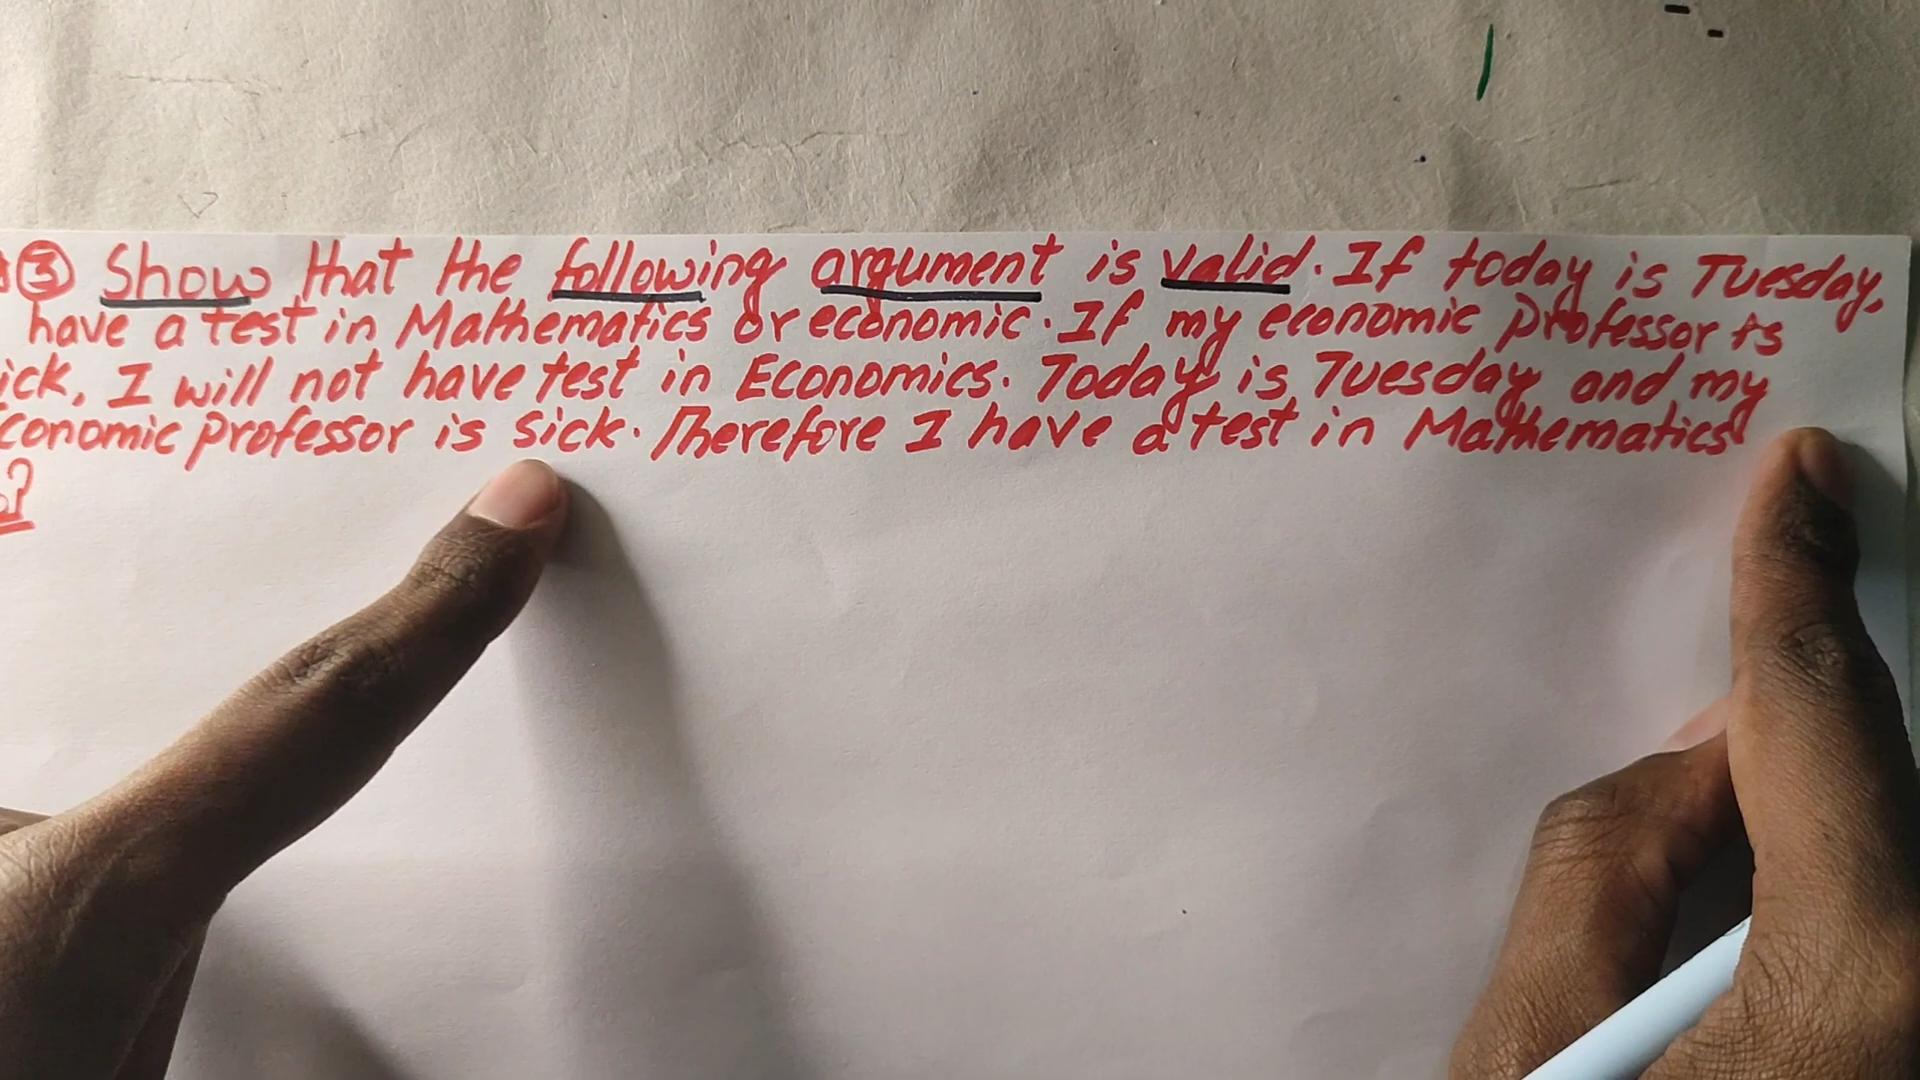 ③ Show that the following argument is valid. If today is Tuesday,
have a test in Mathematics or economic. If my economic professor is
ick, I will not have test in Economics. Today is Tuesday and my
conomic professor is sick. Therefore I have a test in Mathematics